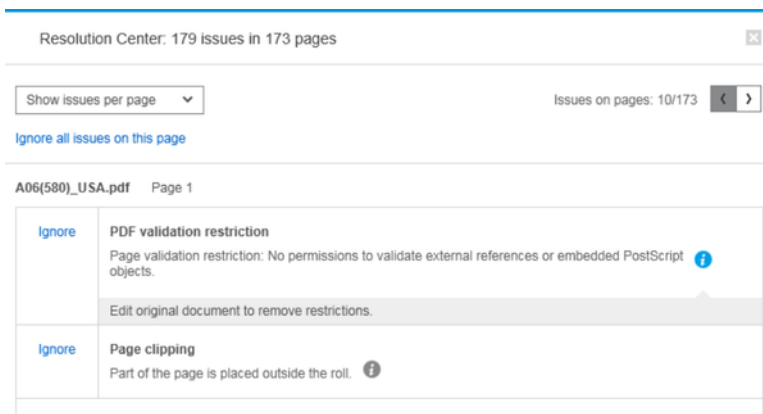 Resolution Center: 179 issues in 173 pages
Show issues per page
Issues on pages: 10/173
Ignore all issues on this page
A06(580)_USA.pdf Page 1
Ignore PDF validation restriction
Page validation restriction: No permissions to validate external references or embedded PostScript
objects.
Edit original document to remove restrictions.
Ignore Page clipping
Part of the page is placed outside the roll.